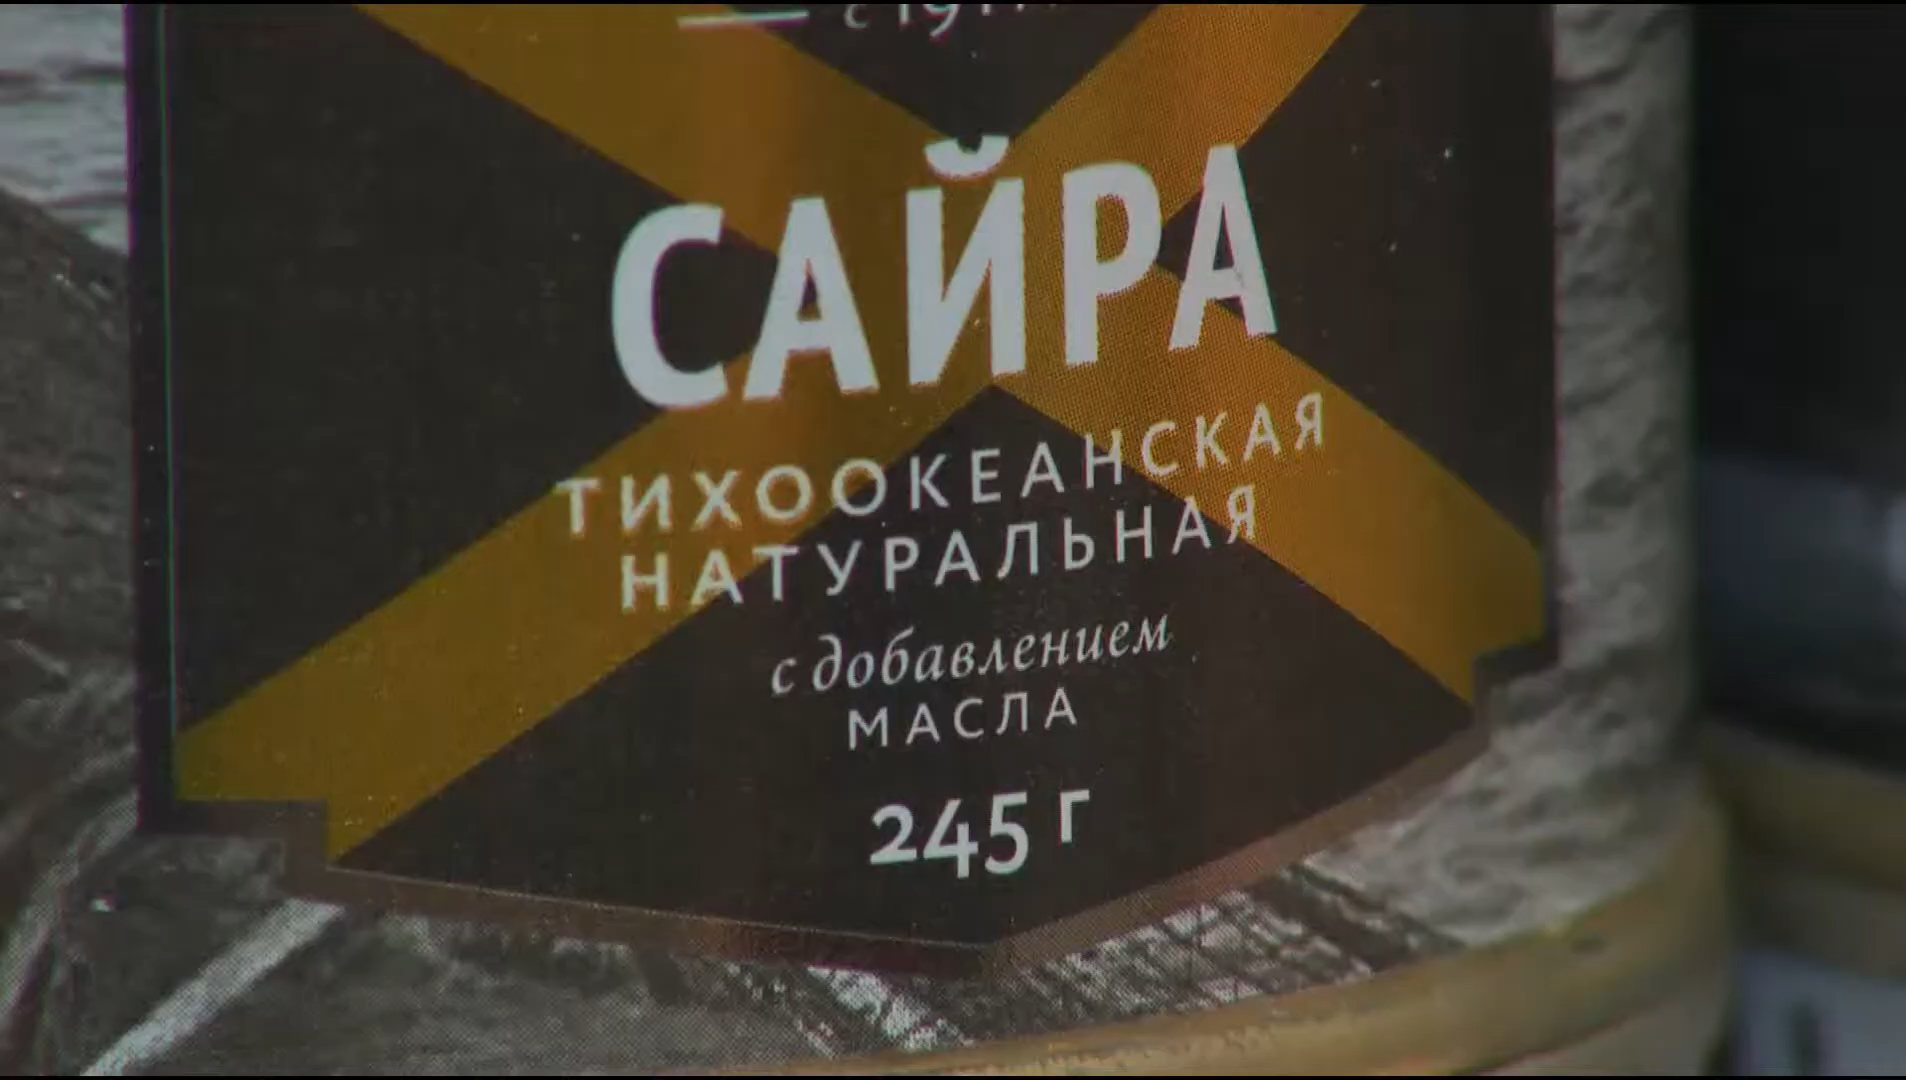 САЙРА
ТИХООКЕАНСКАЯ
НАТУРАЛЬНАЯ
с добавлением
МАСЛА
245 г